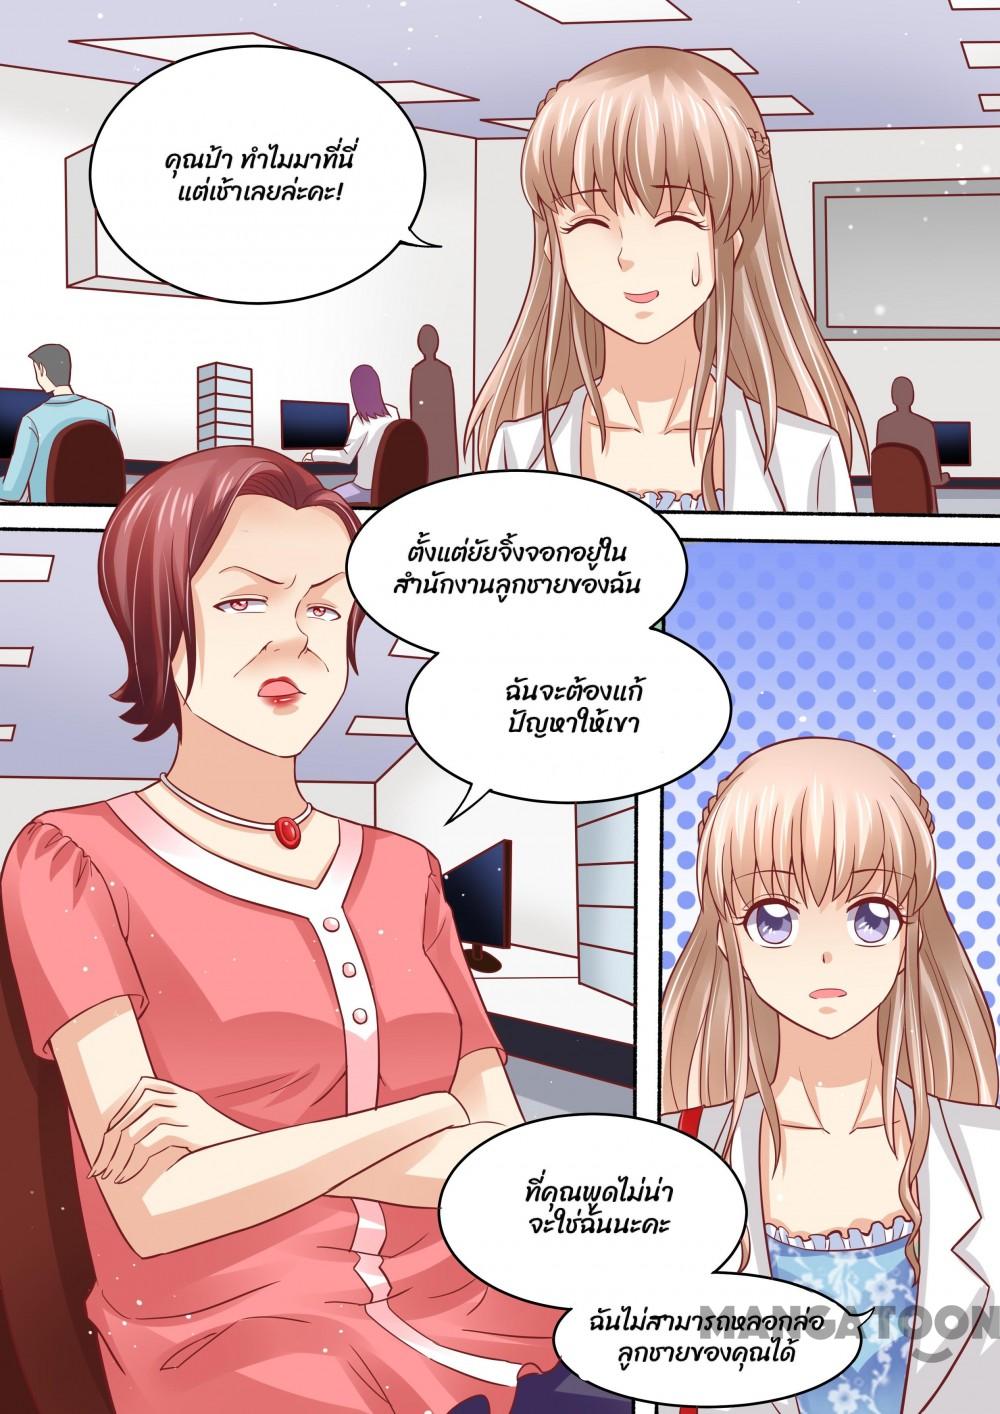 คุณป้า ทำไมมาที่นี่
แต่เช้าเลยล่ะคะ!
ตั้งแต่ยัยจิ้งจอกอยู่ใน
สำนักงานลูกชายของฉัน
ฉันจะต้องแก้
ปัญหาให้เขา
ที่คุณพูดไม่น่า
จะใช่ฉันนะคะ
ฉันไม่สามารถหลอกล่อ
ลูกชายของคุณได้
MANGATOON